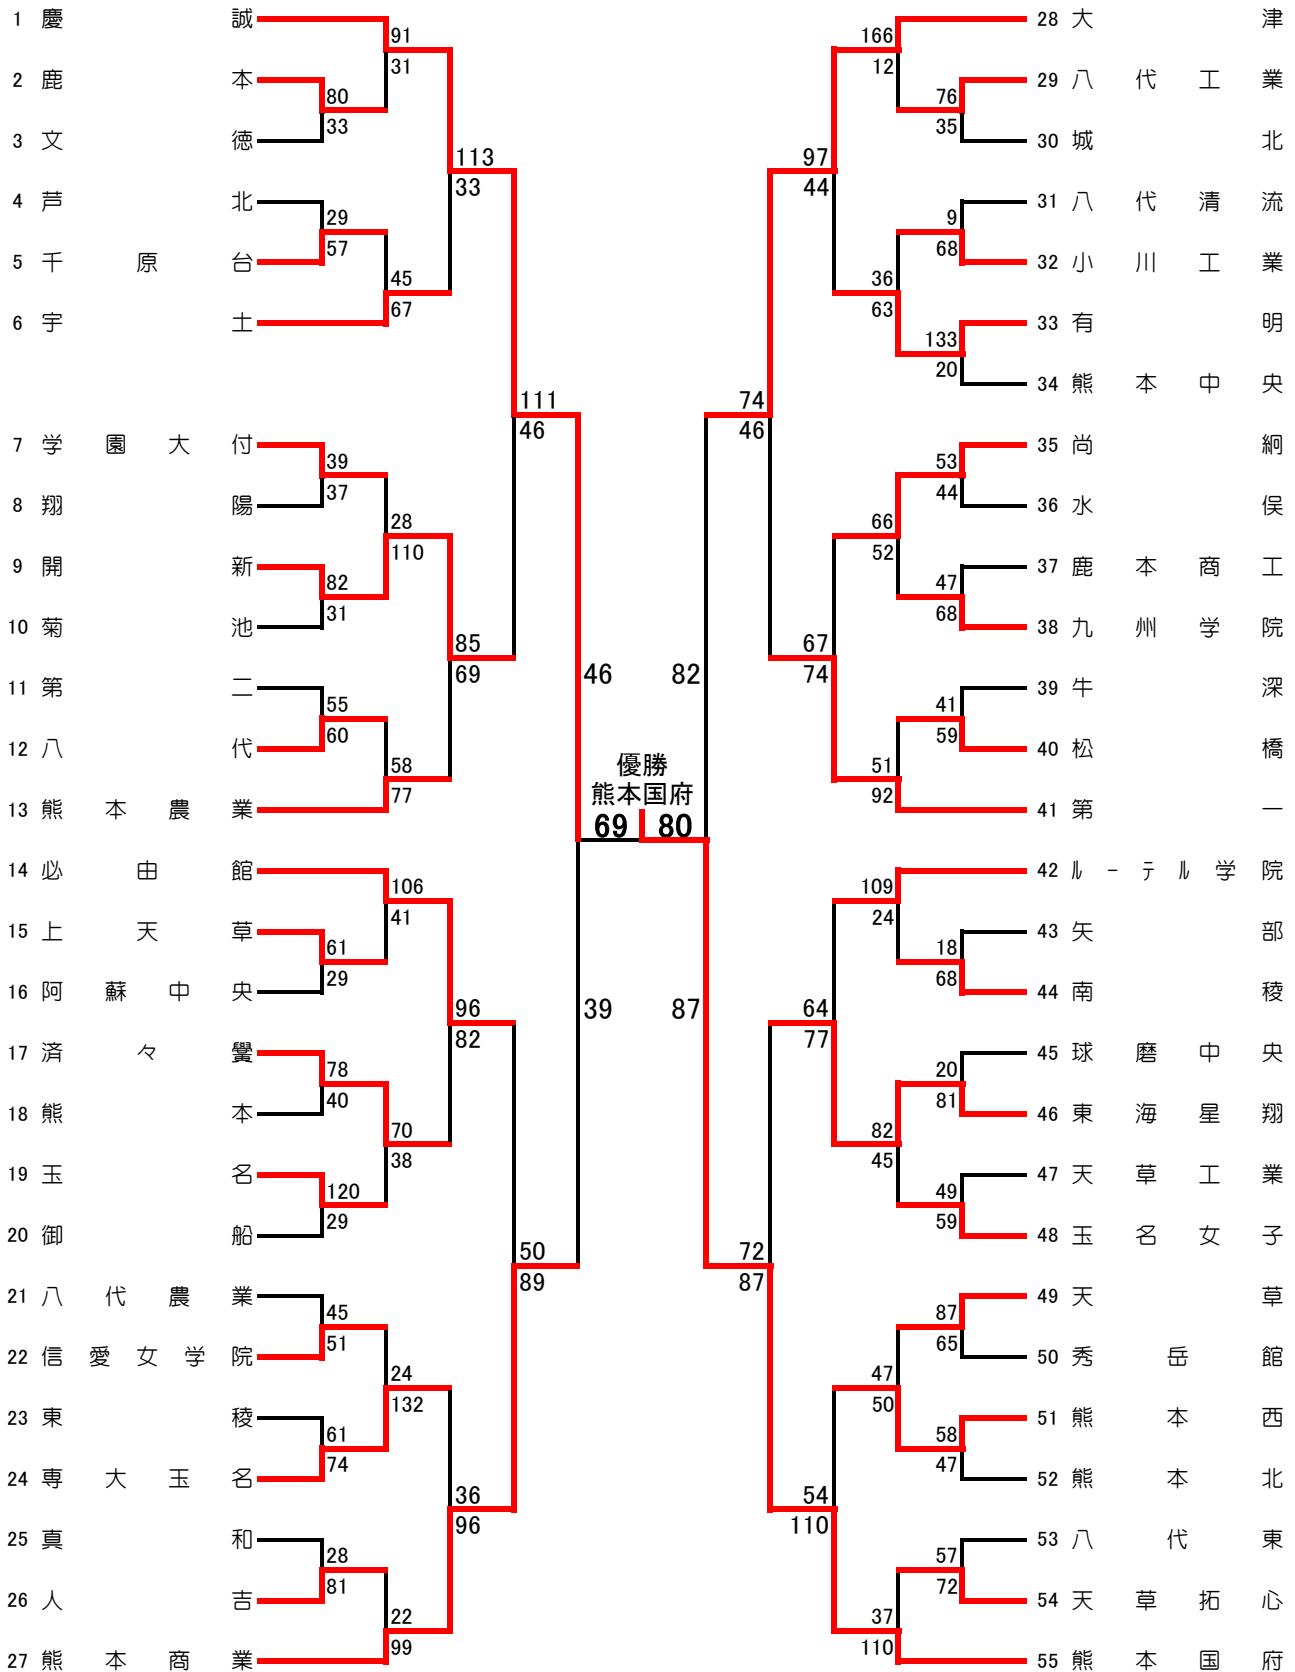 1 慶誠
2 鹿本
3 文徳
4 芦北
5 千原台
6 宇土
7 学園大付
8 翔陽
9 開新
10 菊池
11 第二
12 八代
13 熊本農業
14 必由館
15 上天草
16 阿蘇中央
17 済々黌
18 熊本
19 玉名
20 御船
21 八代農業
22 信愛女学院
23 東稜
24 専大玉名
25 真和
26 人吉
27 熊本商業
91
31
80
33
113
33
29
57
45
67
111
46
39
37
28
110
82
31
85
69
55
60
58
77
106
41
61
29
96
82
78
40
70
38
120
29
50
89
45
51
24
132
61
74
36
96
28
81
22
99
46
39
優勝
熊本国府
69 80
82
87
166
12
76
35
97
44
9
68
36
63
133
20
74
46
53
44
66
52
47
68
67
74
41
59
51
92
109
24
18
68
64
77
20
81
82
45
49
59
72
87
87
65
47
50
58
47
54
110
57
72
37
110
28 大津
29 八代工業
30 城北
31 八代清流
32 小川工業
33 有明
34 熊本中央
35 尚絅
36 水俣
37 鹿本商工
38 九州学院
39 牛深
40 松橋
41 第一
42 ﾙｰﾃﾙ学院
43 矢部
44 南稜
45 球磨中央
46 東海星翔
47 天草工業
48 玉名女子
49 天草
50 秀岳館
51 熊本西
52 熊本北
53 八代東
54 天草拓心
55 熊本国府